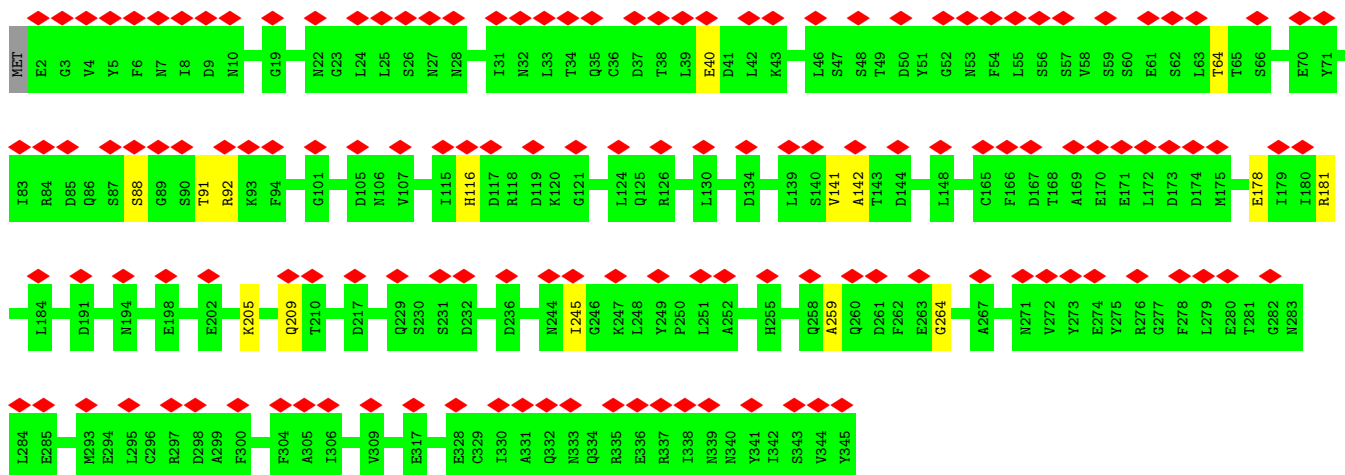 MET E2 G3 V4 Y5 F6 N7 I8 D9 N10 G19 N22 G23 L24 L25 S26 N27 N28 I31 N32 L33 T34 Q35 C36 D37 T38 L39 E40 D41 L42 K43 L46 S47 S48 T49 D50 Y51 G52 N53 F54 L55 S56 S57 V58 S59 S60 E61 S62 L63 T64 T65 S66 E70 Y71
I83 R84 D85 Q86 S87 S88 G89 S90 T91 R92 K93 F94 G101 D105 N106 V107 I115 H116 D117 R118 D119 K120 G121 L124 Q125 R126 L130 D134 L139 S140 V141 A142 T143 D144 L148 C165 F166 D167 T168 A169 E170 E171 L172 D173 D174 M175 E178 I179 I180 R181
L184 D191 N194 E198 E202 K205 Q209 T210 D217 Q229 S230 S231 D232 D236 N244 I245 G246 K247 L248 Y249 P250 L251 A252 H255 Q258 A259 Q260 D261 F262 E263 G264 A267 N271 V272 Y273 E274 Y275 R276 G277 F278 L279 E280 T281 G282 N283
L284 E285 M293 E294 L295 C296 R297 D298 A299 F300 F304 A305 I306 V309 E317 E328 C329 I330 A331 Q332 N333 Q334 R335 E336 R337 I338 N339 N340 Y341 I342 S343 V344 Y345